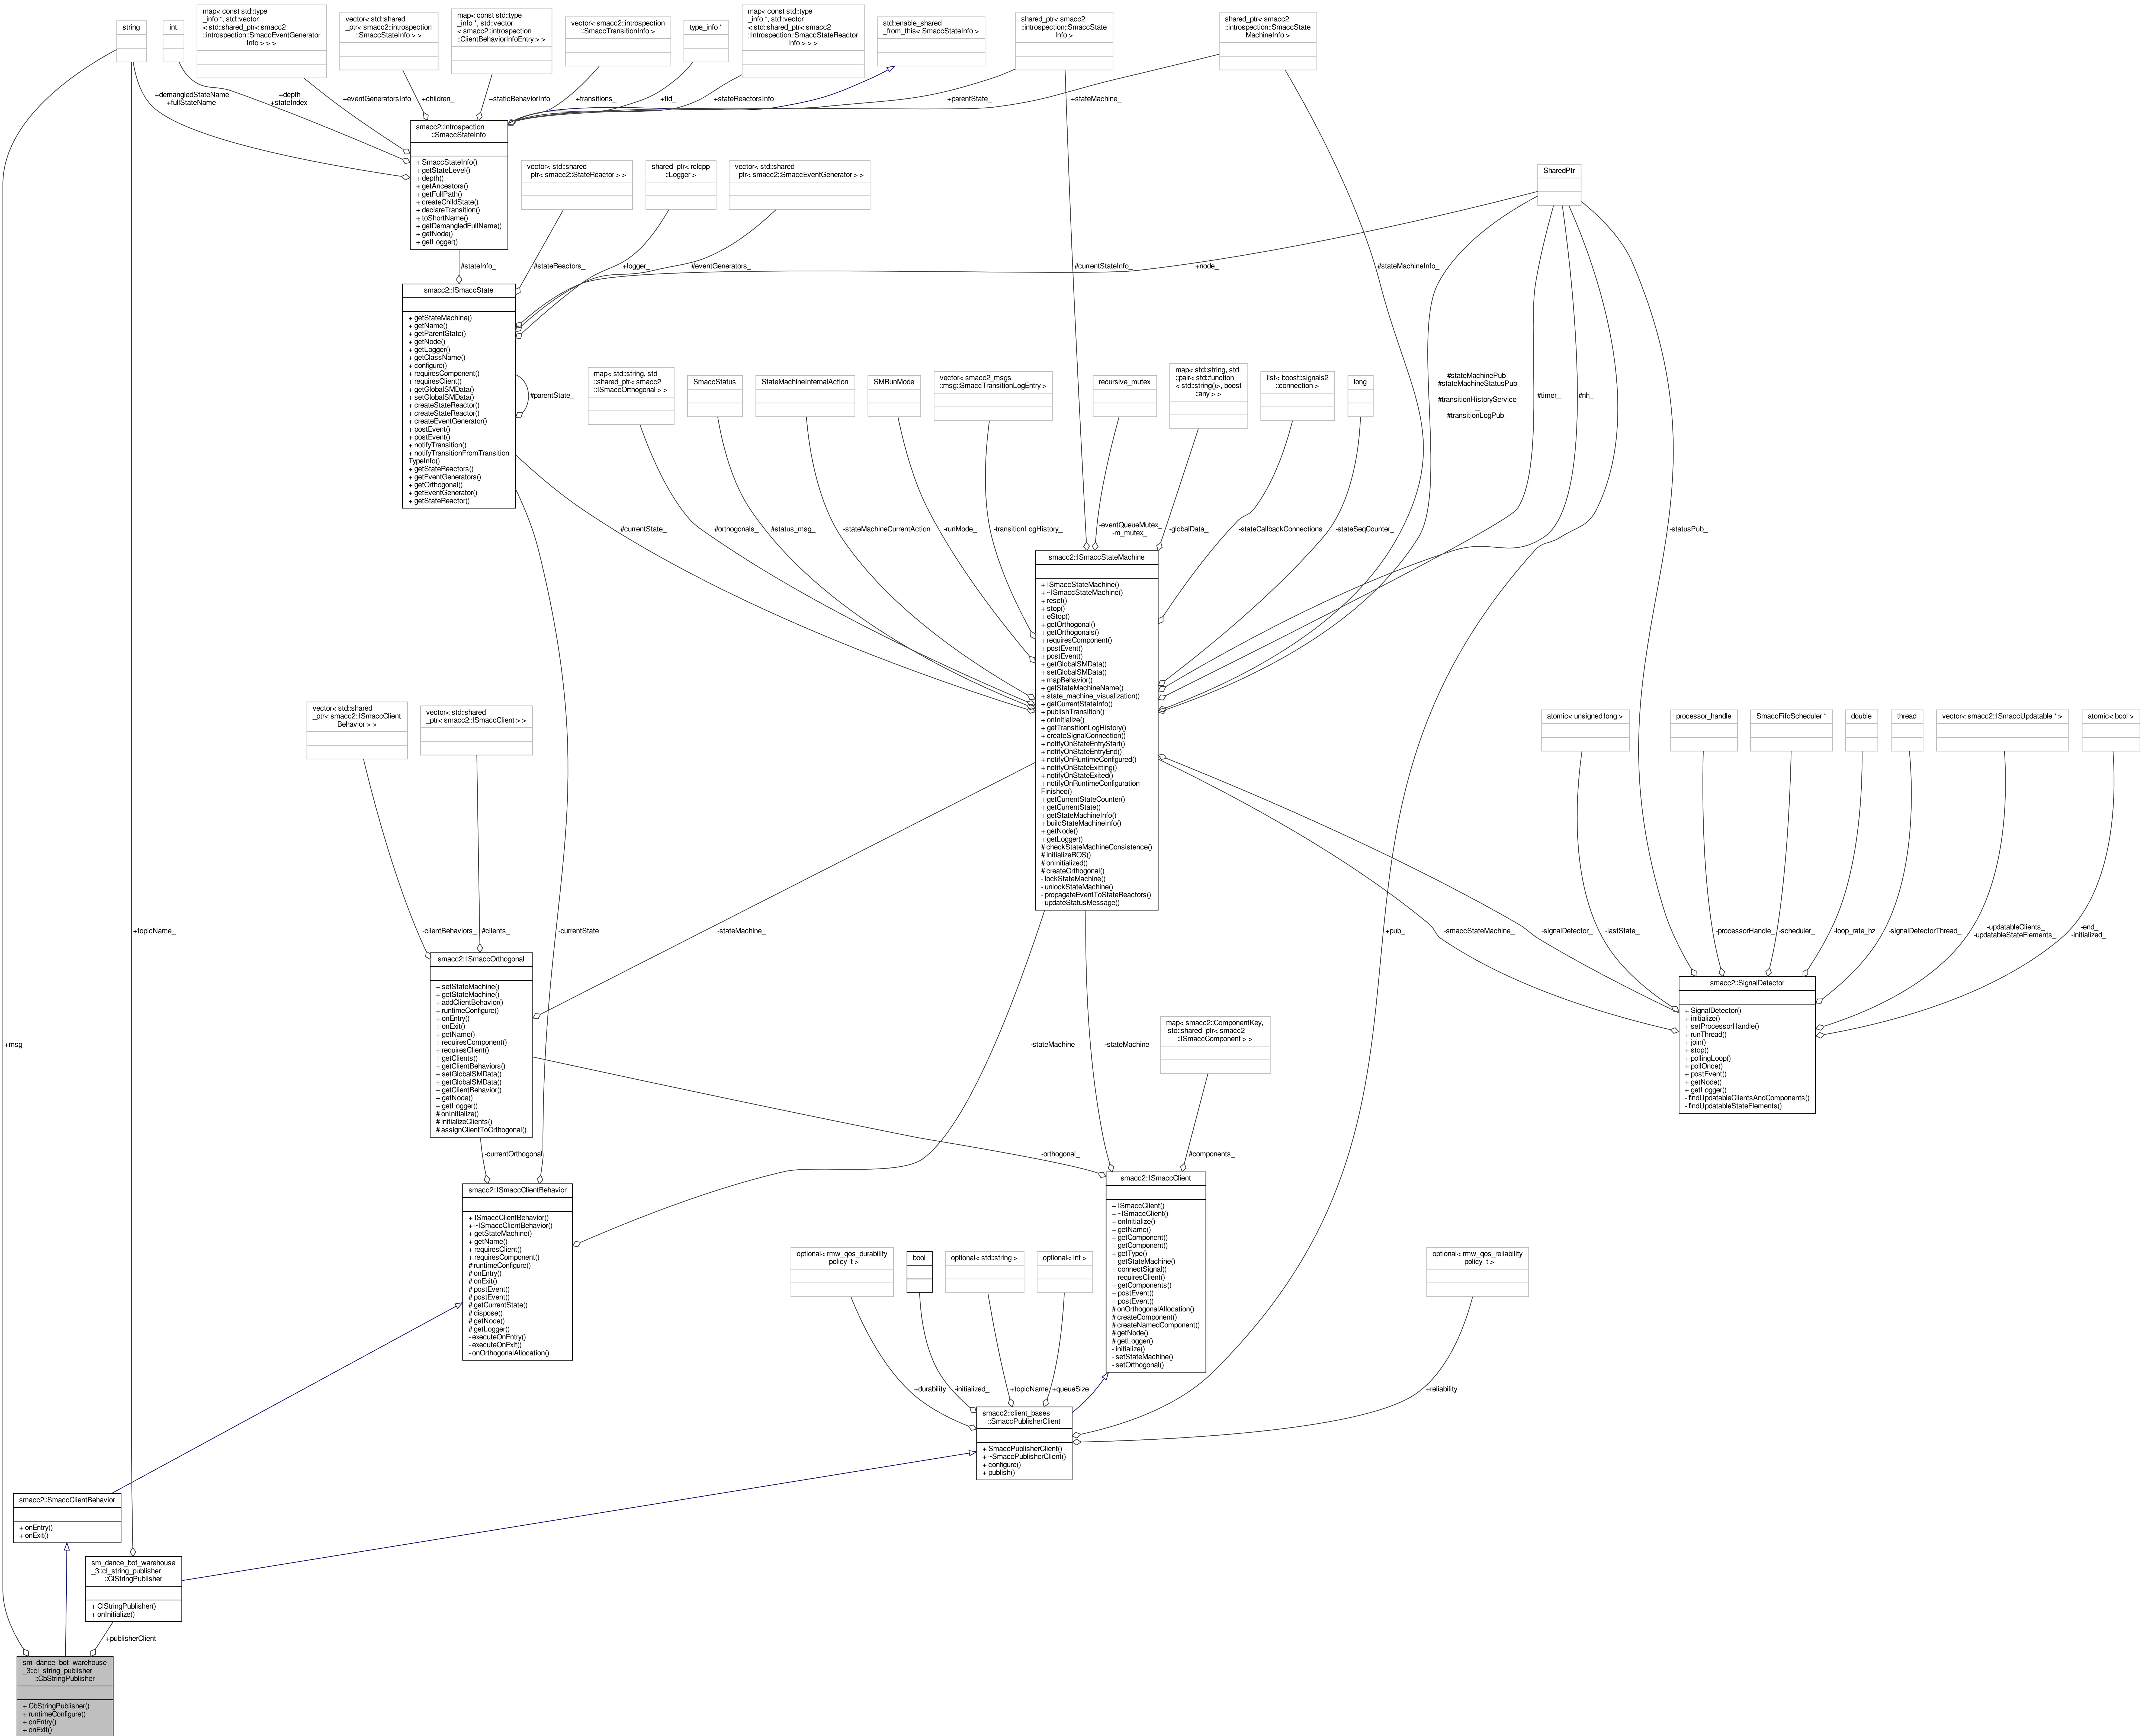 string
int
map< const std::type
_info *, std::vector
< std::shared_ptr< smacc2
::introspection::SmaccEventGenerator
Info > > >
vector< std::shared
_ptr< smacc2::introspection
::SmaccStateInfo > >
map< const std::type
_info *, std::vector
< smacc2::introspection
::ClientBehaviorInfoEntry > >
vector< smacc2::introspection
::SmaccTransitionInfo >
type_info *
map< const std::type
_info *, std::vector
< std::shared_ptr< smacc2
::introspection::SmaccStateReactor
Info > > >
std::enable_shared
_from_this< SmaccStateInfo >
shared_ptr< smacc2
::introspection::SmaccState
Info >
shared_ptr< smacc2
::introspection::SmaccState
MachineInfo >
+demangledStateName
+fullStateName
+depth_
+stateIndex_
+eventGeneratorsInfo
+children_
+staticBehaviorInfo
+transitions_
+tid_
+stateReactorsInfo
+parentState_
+stateMachine_
smacc2::introspection
::SmaccStateInfo
+ SmaccStateInfo()
+ getStateLevel()
+ depth()
+ getAncestors()
+ getFullPath()
+ createChildState()
+ declareTransition()
+ toShortName()
+ getDemangledFullName()
+ getNode()
+ getLogger()
vector< std::shared
_ptr< smacc2::StateReactor > >
shared_ptr< rclcpp
::Logger >
vector< std::shared
_ptr< smacc2::SmaccEventGenerator > >
SharedPtr
#stateInfo_
#stateReactors_
+logger_
#eventGenerators_
#currentStateInfo_
+node_
#stateMachineInfo_
smacc2::ISmaccState
+ getStateMachine()
+ getName()
+ getParentState()
+ getNode()
+ getLogger()
+ getClassName()
+ configure()
+ requiresComponent()
+ requiresClient()
+ getGlobalSMData()
+ setGlobalSMData()
+ createStateReactor()
+ createStateReactor()
+ createEventGenerator()
+ postEvent()
+ postEvent()
+ notifyTransition()
+ notifyTransitionFromTransition
TypeInfo()
+ getStateReactors()
+ getEventGenerators()
+ getOrthogonal()
+ getEventGenerator()
+ getStateReactor()
#parentState_
map< std::string, std
::shared_ptr< smacc2
::ISmaccOrthogonal > >
SmaccStatus
StateMachineInternalAction
SMRunMode
vector< smacc2_msgs
::msg::SmaccTransitionLogEntry >
recursive_mutex
map< std::string, std
::pair< std::function
< std::string()>, boost
::any > >
list< boost::signals2
::connection >
long
#stateMachinePub_
#stateMachineStatusPub
_
#transitionHistoryService
_
#transitionLogPub_
#timer_
#nh_
#currentState_
#orthogonals_
#status_msg_
-stateMachineCurrentAction
-runMode_
-transitionLogHistory_
-eventQueueMutex_
-m_mutex_
-globalData_
-stateCallbackConnections
-stateSeqCounter_
-statusPub_
smacc2::ISmaccStateMachine
+ ISmaccStateMachine()
+ ~ISmaccStateMachine()
+ reset()
+ stop()
+ eStop()
+ getOrthogonal()
+ getOrthogonals()
+ requiresComponent()
+ postEvent()
+ postEvent()
+ getGlobalSMData()
+ setGlobalSMData()
+ mapBehavior()
+ getStateMachineName()
+ state_machine_visualization()
+ getCurrentStateInfo()
+ publishTransition()
+ onInitialize()
+ getTransitionLogHistory()
+ createSignalConnection()
+ notifyOnStateEntryStart()
+ notifyOnStateEntryEnd()
+ notifyOnRuntimeConfigured()
+ notifyOnStateExitting()
+ notifyOnStateExited()
+ notifyOnRuntimeConfiguration
Finished()
+ getCurrentStateCounter()
+ getCurrentState()
+ getStateMachineInfo()
+ buildStateMachineInfo()
+ getNode()
+ getLogger()
# checkStateMachineConsistence()
# initializeROS()
# onInitialized()
# createOrthogonal()
- lockStateMachine()
- unlockStateMachine()
- propagateEventToStateReactors()
- updateStatusMessage()
vector< std::shared
_ptr< smacc2::ISmaccClient
Behavior > >
vector< std::shared
_ptr< smacc2::ISmaccClient > >
atomic< unsigned long >
processor_handle
SmaccFifoScheduler *
double
thread
vector< smacc2::ISmaccUpdatable * >
atomic< bool >
+topicName_
-clientBehaviors_
#clients_
-currentState
-stateMachine_
+pub_
-smaccStateMachine_
-signalDetector_
-lastState_
-processorHandle_
-scheduler_
-loop_rate_hz
-signalDetectorThread_
-updatableClients_
-updatableStateElements_
-end_
-initialized_
smacc2::ISmaccOrthogonal
+ setStateMachine()
+ getStateMachine()
+ addClientBehavior()
+ runtimeConfigure()
+ onEntry()
+ onExit()
+ getName()
+ requiresComponent()
+ requiresClient()
+ getClients()
+ getClientBehaviors()
+ setGlobalSMData()
+ getGlobalSMData()
+ getClientBehavior()
+ getNode()
+ getLogger()
# onInitialize()
# initializeClients()
# assignClientToOrthogonal()
smacc2::SignalDetector
+ SignalDetector()
+ initialize()
+ setProcessorHandle()
+ runThread()
+ join()
+ stop()
+ pollingLoop()
+ pollOnce()
+ postEvent()
+ getNode()
+ getLogger()
- findUpdatableClientsAndComponents()
- findUpdatableStateElements()
map< smacc2::ComponentKey,
std::shared_ptr< smacc2
::ISmaccComponent > >
+msg_
-stateMachine_
-stateMachine_
-currentOrthogonal
-orthogonal_
#components_
smacc2::ISmaccClientBehavior
+ ISmaccClientBehavior()
+ ~ISmaccClientBehavior()
+ getStateMachine()
+ getName()
+ requiresClient()
+ requiresComponent()
# runtimeConfigure()
# onEntry()
# onExit()
# postEvent()
# postEvent()
# getCurrentState()
# dispose()
# getNode()
# getLogger()
- executeOnEntry()
- executeOnExit()
- onOrthogonalAllocation()
smacc2::ISmaccClient
+ ISmaccClient()
+ ~ISmaccClient()
+ onInitialize()
+ getName()
+ getComponent()
+ getComponent()
+ getType()
+ getStateMachine()
+ connectSignal()
+ requiresClient()
+ getComponents()
+ postEvent()
+ postEvent()
# onOrthogonalAllocation()
# createComponent()
# createNamedComponent()
# getNode()
# getLogger()
- initialize()
- setStateMachine()
- setOrthogonal()
optional< rmw_qos_durability
_policy_t >
bool
optional< std::string >
optional< int >
optional< rmw_qos_reliability
_policy_t >
+durability
-initialized_
+topicName
+queueSize
+reliability
smacc2::client_bases
::SmaccPublisherClient
+ SmaccPublisherClient()
+ ~SmaccPublisherClient()
+ configure()
+ publish()
smacc2::SmaccClientBehavior
+ onEntry()
+ onExit()
sm_dance_bot_warehouse
_3::cl_string_publisher
::ClStringPublisher
+ ClStringPublisher()
+ onInitialize()
+publisherClient_
sm_dance_bot_warehouse
_3::cl_string_publisher
::CbStringPublisher
+ CbStringPublisher()
+ runtimeConfigure()
+ onEntry()
+ onExit()